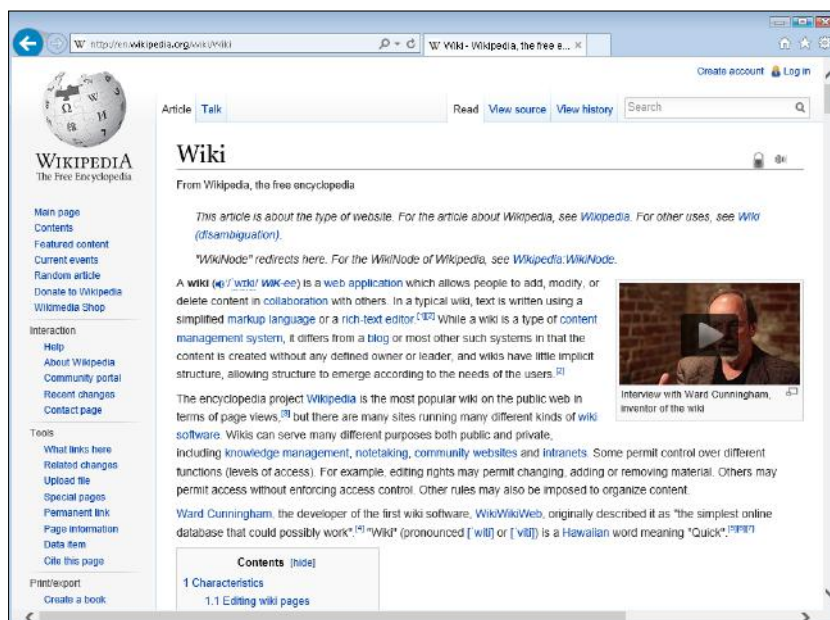 http://en.wikipedia.org/wiki/Wiki
W Wiki - Wikipedia, the free e...
Create account Log in
Article Talk Read View source View history Search
WIKIPEDIA
The Free Encyclopedia
Main page
Contents
Featured content
Current events
Random article
Donate to Wikipedia
Wikimedia Shop
Interaction
Help
About Wikipedia
Community portal
Recent changes
Contact page
Tools
What links here
Related changes
Upload file
Special pages
Permanent link
Page information
Data item
Cite this page
Print/export
Create a book
Wiki
From Wikipedia, the free encyclopedia
This article is about the type of website. For the article about Wikipedia, see Wikipedia. For other uses, see Wiki
(disambiguation).
"WikiNode" redirects here. For the WikiNode of Wikipedia, see Wikipedia:WikiNode.
A wiki (/ˈwɪki/ WIK-ee) is a web application which allows people to add, modify, or
delete content in collaboration with others. In a typical wiki, text is written using a
simplified markup language or a rich-text editor.[1][2] While a wiki is a type of content
management system, it differs from a blog or most other such systems in that the
content is created without any defined owner or leader, and wikis have little implicit
structure, allowing structure to emerge according to the needs of the users.[2]
The encyclopedia project Wikipedia is the most popular wiki on the public web in
terms of page views,[3] but there are many sites running many different kinds of wiki
software. Wikis can serve many different purposes both public and private,
including knowledge management, notetaking, community websites and intranets. Some permit control over different
functions (levels of access). For example, editing rights may permit changing, adding or removing material. Others may
permit access without enforcing access control. Other rules may also be imposed to organize content.
Ward Cunningham, the developer of the first wiki software, WikiWikiWeb, originally described it as "the simplest online
database that could possibly work".[4] "Wiki" (pronounced [ˈwiti] or [ˈviti]) is a Hawaiian word meaning "Quick".[5][6][7]
Interview with Ward Cunningham,
inventor of the wiki
Contents [hide]
1 Characteristics
1.1 Editing wiki pages